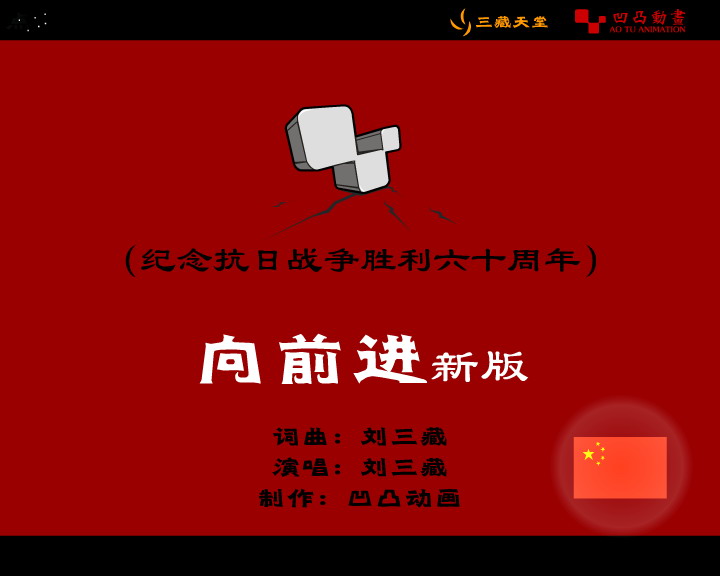 三藏天堂
凹凸動畫
AO TU ANIMATION
(纪念抗日战争胜利六十周年)
向前进新版
词曲：刘三藏
演唱：刘三藏
制作：凹凸动画